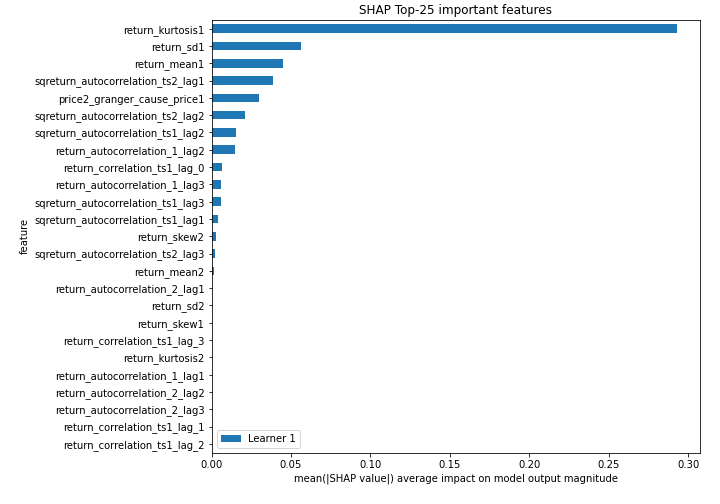 SHAP Top-25 important features
return_kurtosis1
return_sd1
return_mean1
sqreturn_autocorrelation_ts2_lag1
price2_granger_cause_price1
sqreturn_autocorrelation_ts2_lag2
sqreturn_autocorrelation_ts1_lag2
return_autocorrelation_1_lag2
return_correlation_ts1_lag_0
return_autocorrelation_1_lag3
sqreturn_autocorrelation_ts1_lag3
sqreturn_autocorrelation_ts1_lag1
return_skew2
sqreturn_autocorrelation_ts2_lag3
return_mean2
return_autocorrelation_2_lag1
return_sd2
return_skew1
return_correlation_ts1_lag_3
return_kurtosis2
return_autocorrelation_1_lag1
return_autocorrelation_2_lag2
return_autocorrelation_2_lag3
return_correlation_ts1_lag_1
return_correlation_ts1_lag_2
feature
Learner 1
0.00 0.05 0.10 0.15 0.20 0.25 0.30
mean(|SHAP value|) average impact on model output magnitude